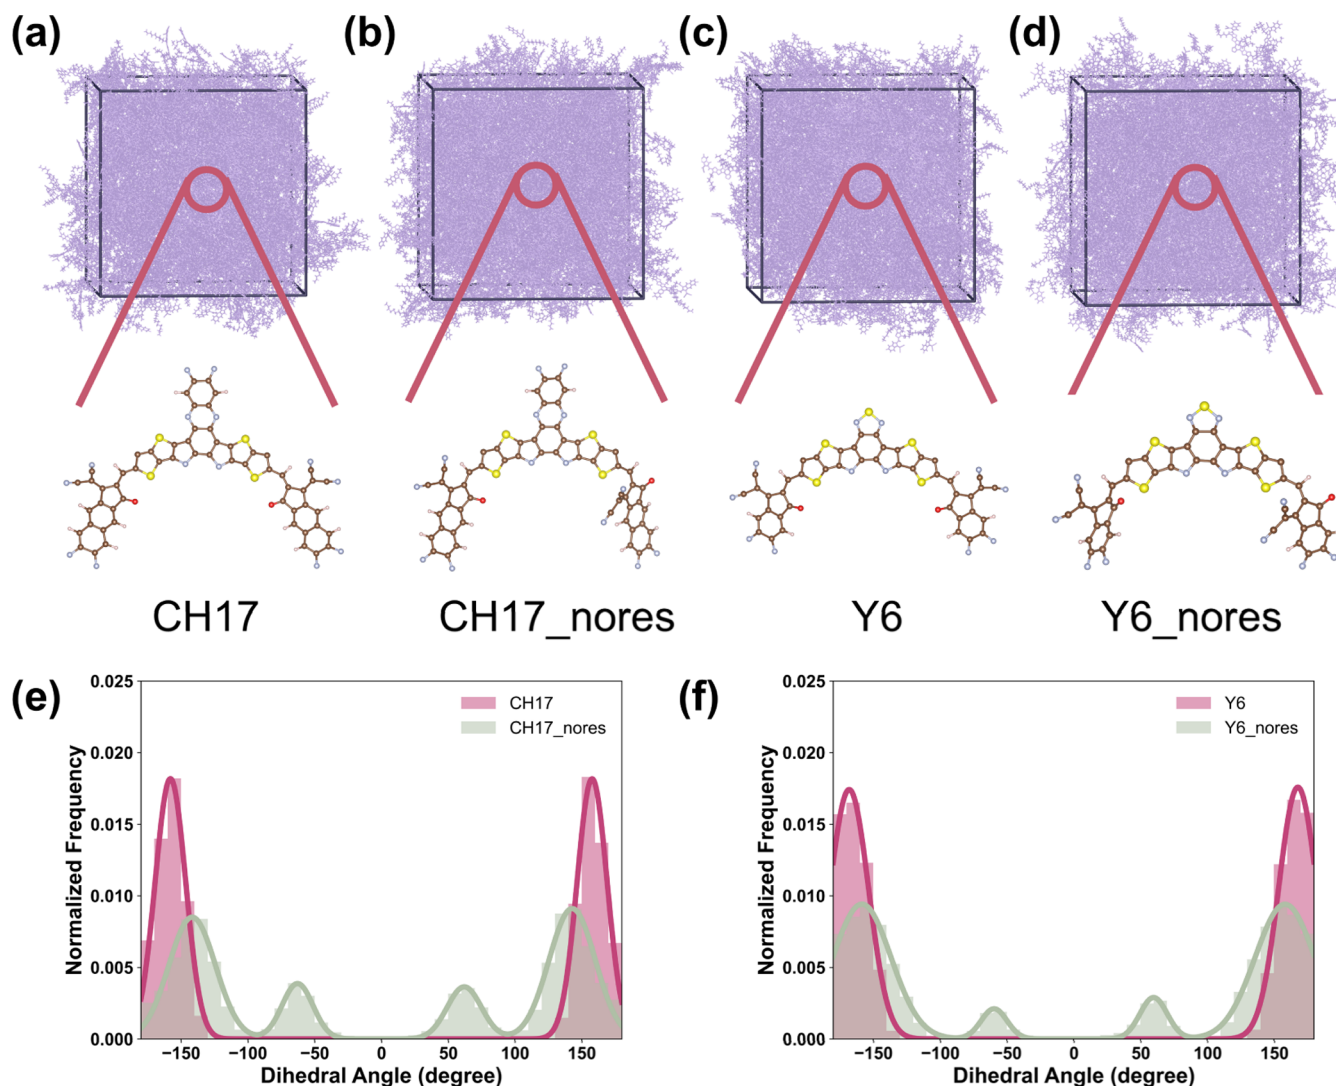 (a) (b) (c) (d)
CH17 CH17_nores Y6 Y6_nores
(e)
0.025
0.020
0.015
0.010
0.005
0.000
Normalized Frequency
CH17
CH17_nores
−150 −100 −50 0 50 100 150
Dihedral Angle (degree)
(f)
0.025
0.020
0.015
0.010
0.005
0.000
Normalized Frequency
Y6
Y6_nores
−150 −100 −50 0 50 100 150
Dihedral Angle (degree)